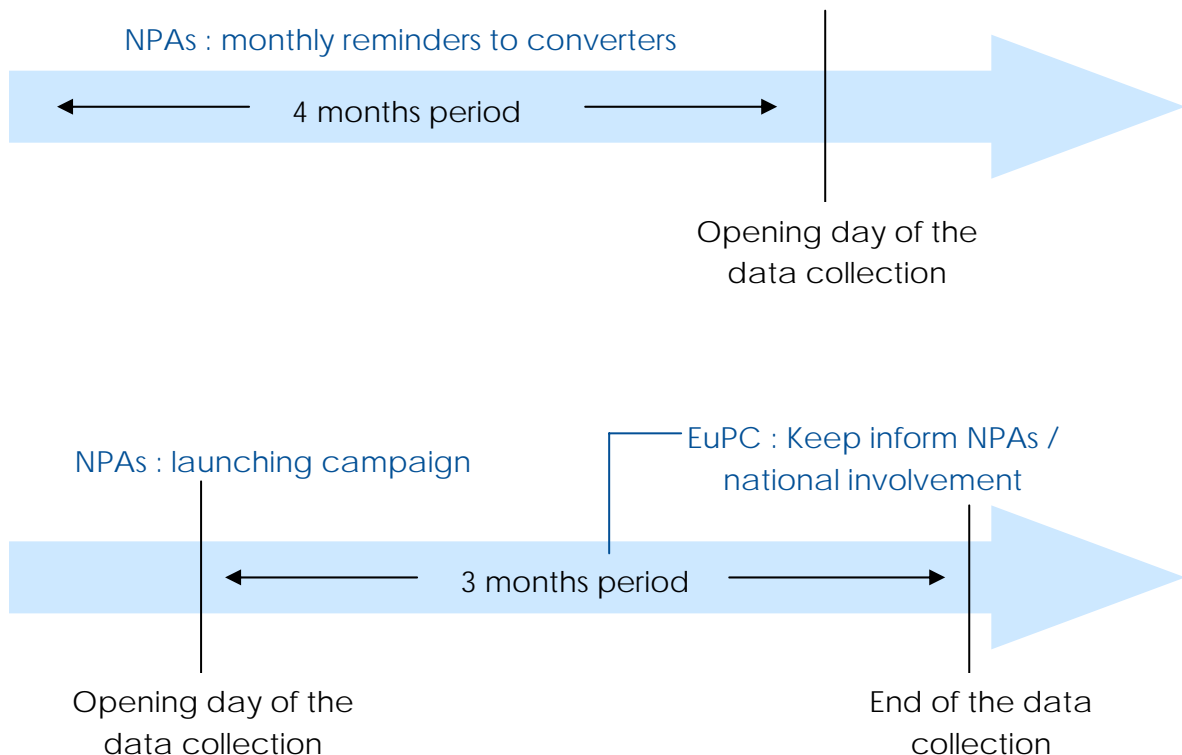 NPAs : monthly reminders to converters
4 months period
Opening day of the
data collection
NPAs : launching campaign
EuPC : Keep inform NPAs /
national involvement
3 months period
Opening day of the
data collection
End of the data
collection